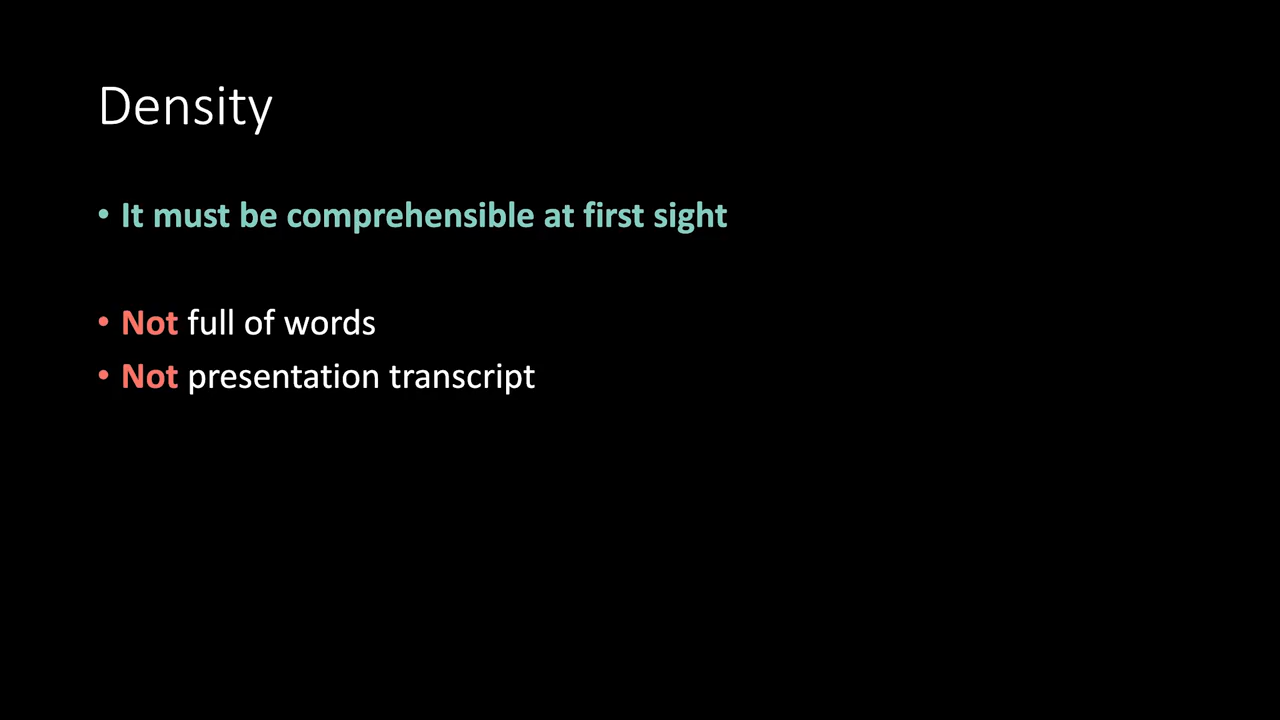 Density
• It must be comprehensible at first sight
• Not full of words
• Not presentation transcript